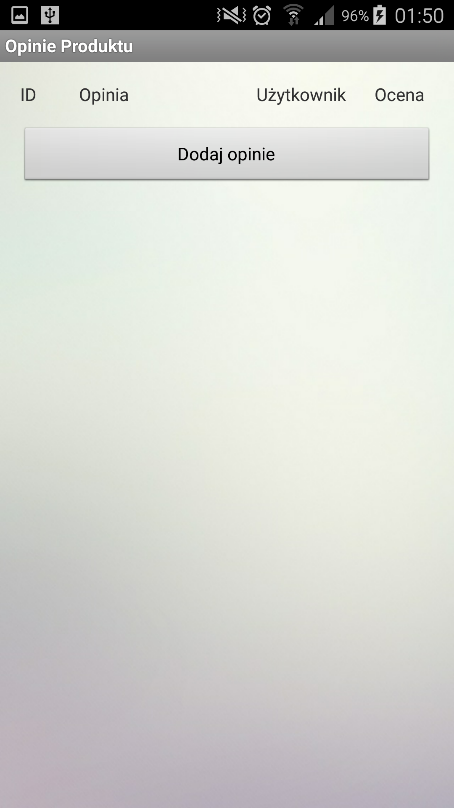 96% 01:50
Opinie Produktu
ID Opinia Użytkownik Ocena
Dodaj opinie